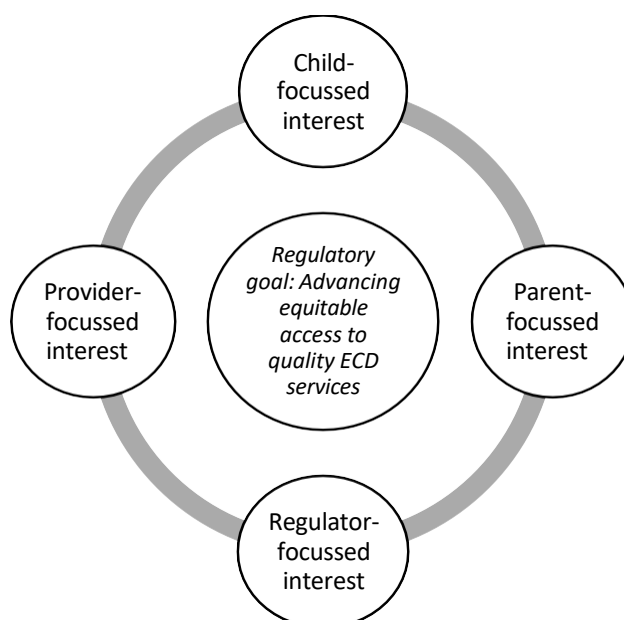 Child-
focussed
interest
Regulatory
goal: Advancing
equitable
access to
quality ECD
services
Provider-
focussed
interest
Parent-
focussed
interest
Regulator-
focussed
interest